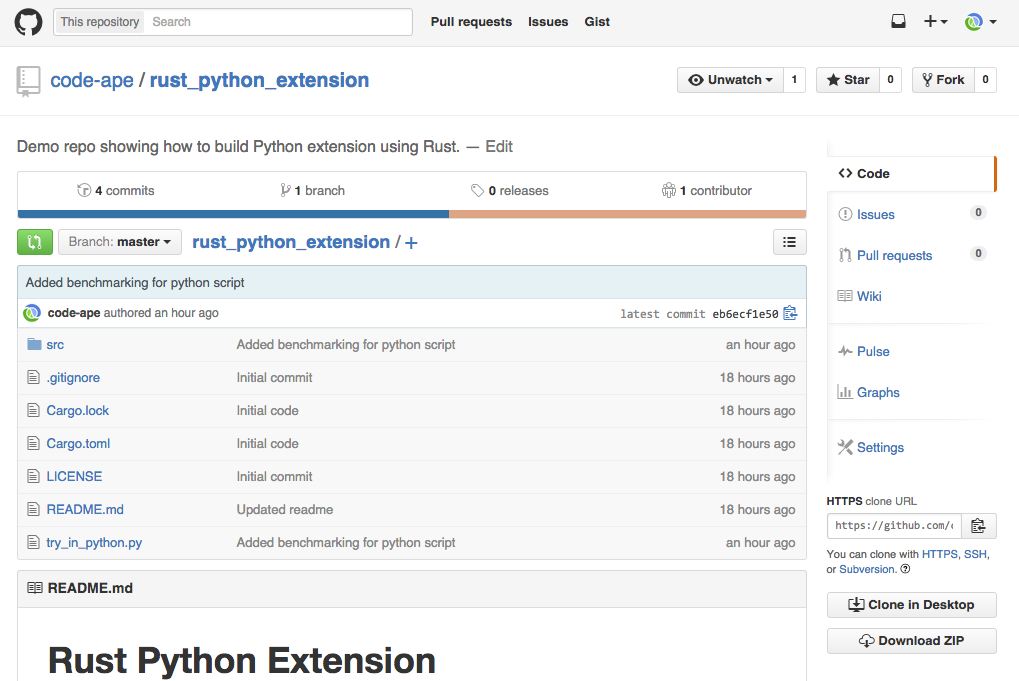 This repository Search Pull requests Issues Gist
code-ape / rust_python_extension Unwatch 1 Star 0 Fork 0
Demo repo showing how to build Python extension using Rust. — Edit
4 commits 1 branch 0 releases 1 contributor
Branch: master rust_python_extension / +
Added benchmarking for python script
code-ape authored an hour ago latest commit eb6ecf1e50
src Added benchmarking for python script an hour ago
.gitignore Initial commit 18 hours ago
Cargo.lock Initial code 18 hours ago
Cargo.toml Initial code 18 hours ago
LICENSE Initial commit 18 hours ago
README.md Updated readme 18 hours ago
try_in_python.py Added benchmarking for python script an hour ago
README.md
Rust Python Extension
Code
Issues 0
Pull requests 0
Wiki
Pulse
Graphs
Settings
HTTPS clone URL
https://github.com/
You can clone with HTTPS, SSH,
or Subversion.
Clone in Desktop
Download ZIP